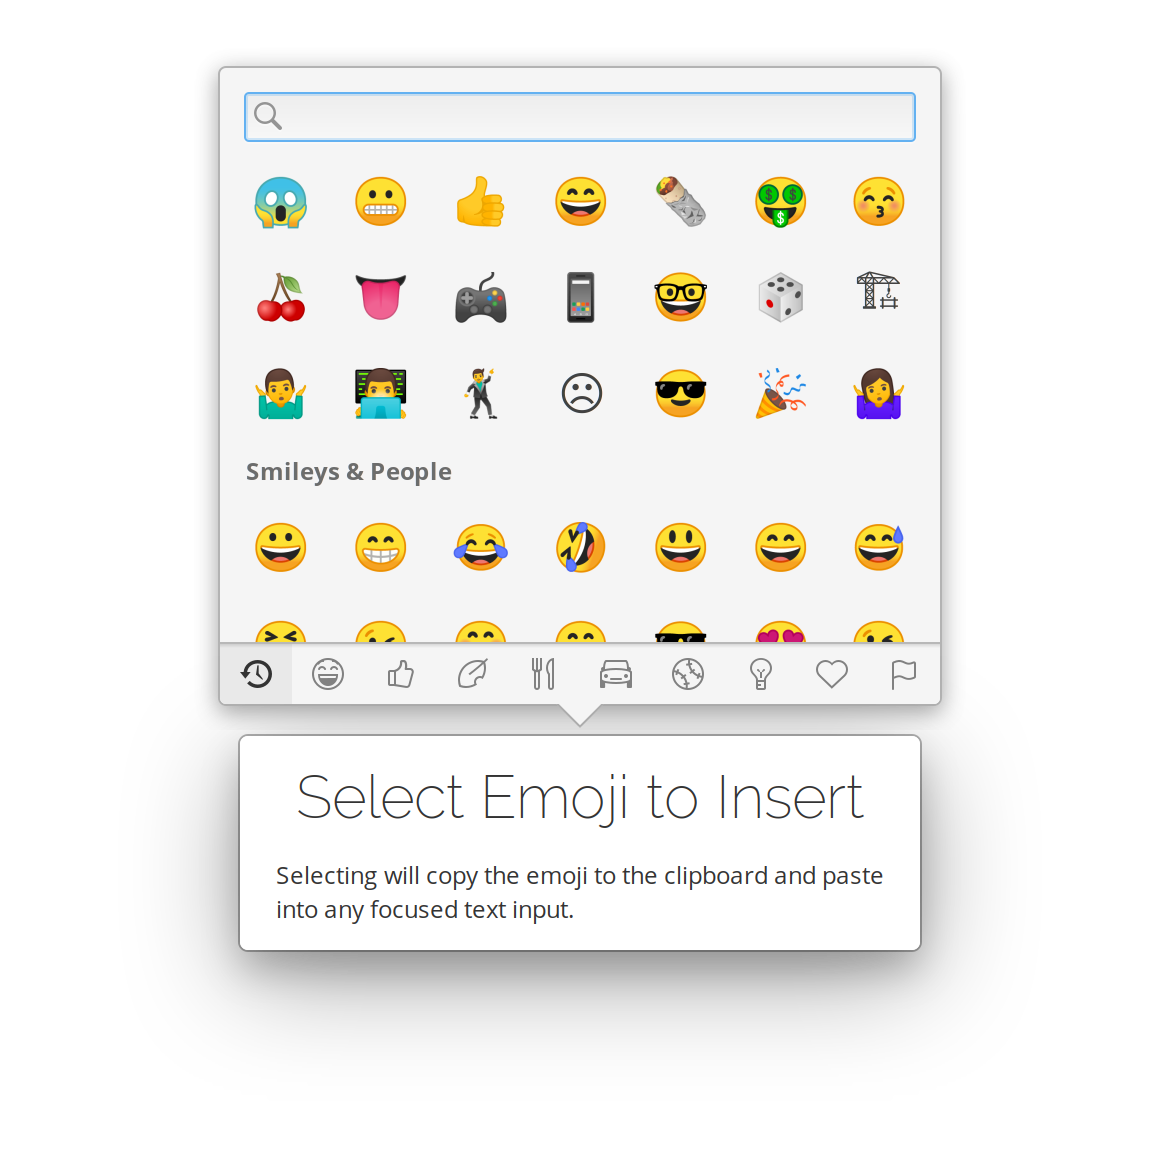 Smileys & People
Select Emoji to Insert
Selecting will copy the emoji to the clipboard and paste
into any focused text input.